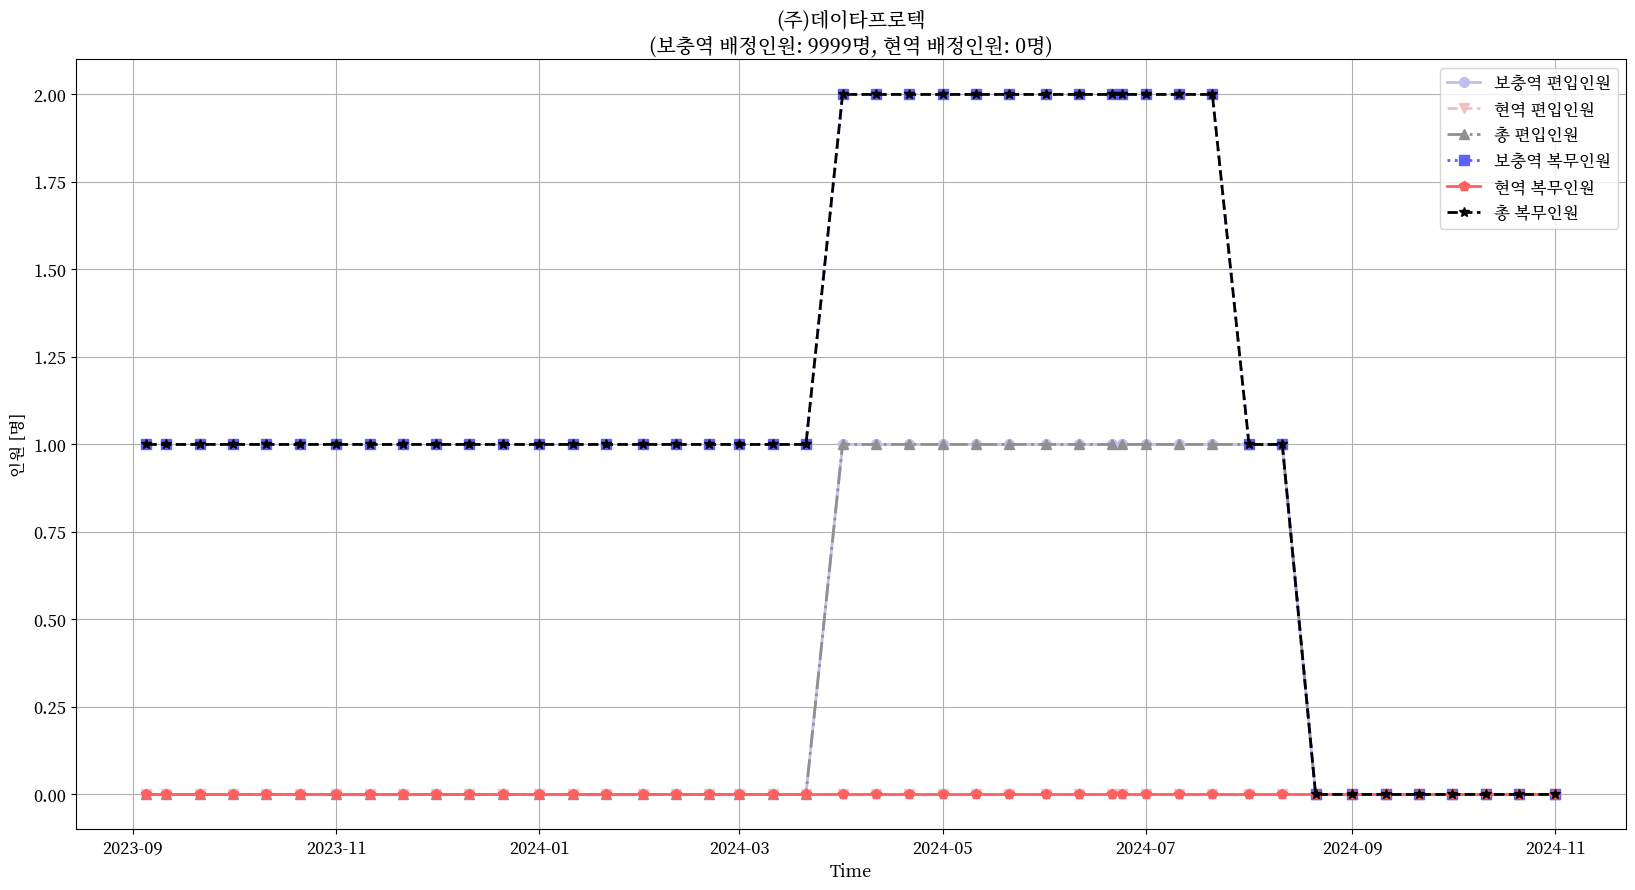 (주)데이타프로텍
(보충역 배정인원: 9999명, 현역 배정인원: 0명)
보충역 편입인원
현역 편입인원
총 편입인원
보충역 복무인원
현역 복무인원
총 복무인원
2.00
1.75
1.50
1.25
1.00
0.75
0.50
0.25
0.00
인원 [명]
2023-09
2023-11
2024-01
2024-03
2024-05
2024-07
2024-09
2024-11
Time